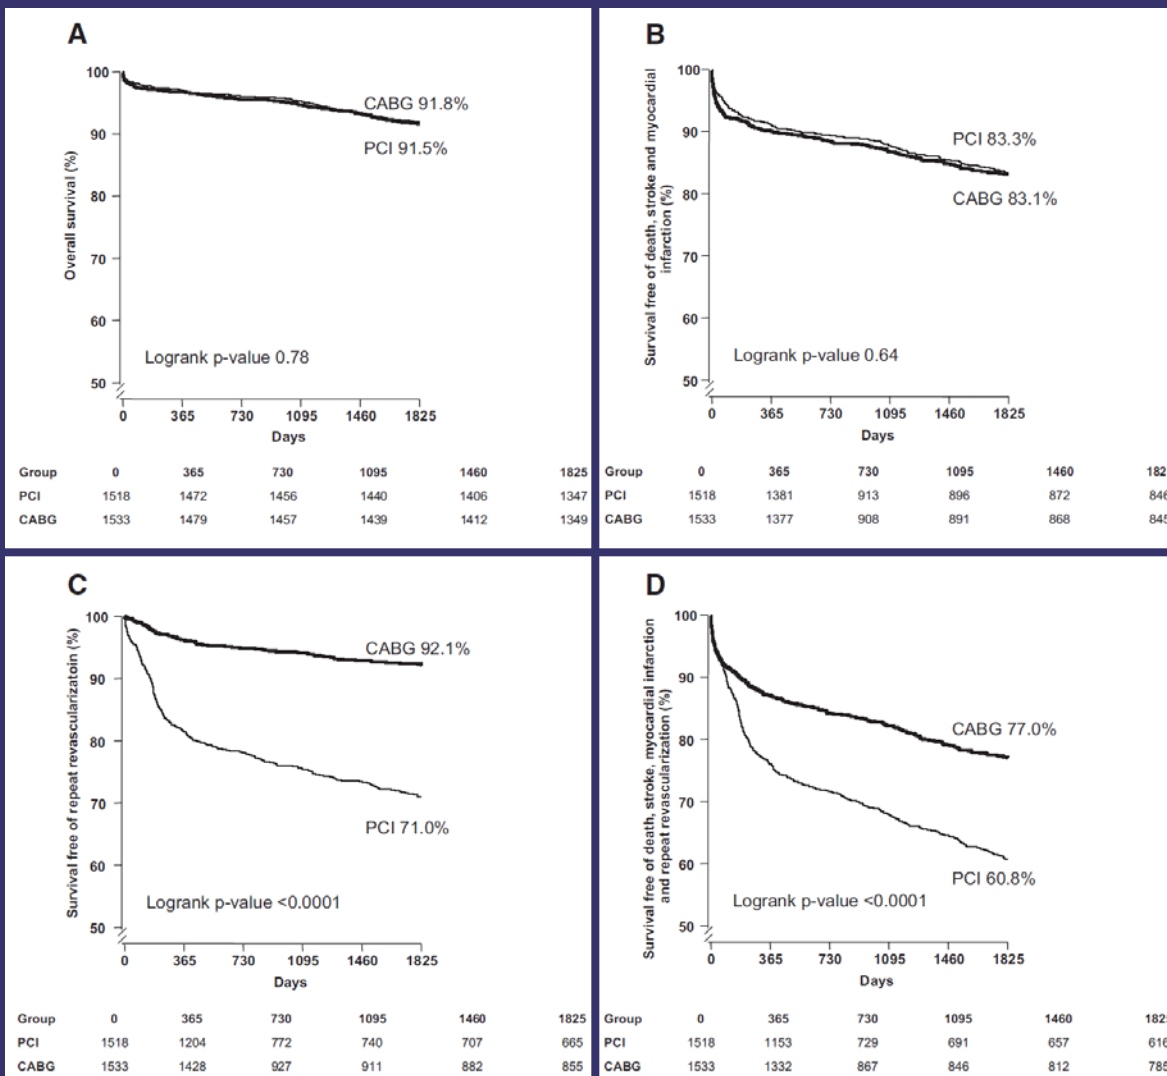 A
Overall survival (%)
100
90
80
70
60
50
CABG 91.8%
PCI 91.5%
Logrank p-value 0.78
0 365 730 1095 1460 1825
Days
Group 0 365 730 1095 1460 1825
PCI 1518 1472 1456 1440 1406 1347
CABG 1533 1479 1457 1439 1412 1349
B
Survival free of death, stroke and myocardial
infarction (%)
100
90
80
70
60
50
PCI 83.3%
CABG 83.1%
Logrank p-value 0.64
0 365 730 1095 1460 1825
Days
Group 0 365 730 1095 1460 182
PCI 1518 1381 913 896 872 846
CABG 1533 1377 908 891 868 845
C
Survival free of repeat revascularizatoin (%)
100
90
80
70
60
50
CABG 92.1%
PCI 71.0%
Logrank p-value <0.0001
0 365 730 1095 1460 1825
Days
Group 0 365 730 1095 1460 1825
PCI 1518 1204 772 740 707 665
CABG 1533 1428 927 911 882 855
D
Survival free of death, stroke, myocardial infarction
and repeat revascularization (%)
100
90
80
70
60
50
CABG 77.0%
PCI 60.8%
Logrank p-value <0.0001
0 365 730 1095 1460 1825
Days
Group 0 365 730 1095 1460 182
PCI 1518 1153 729 691 657 616
CABG 1533 1332 867 846 812 785